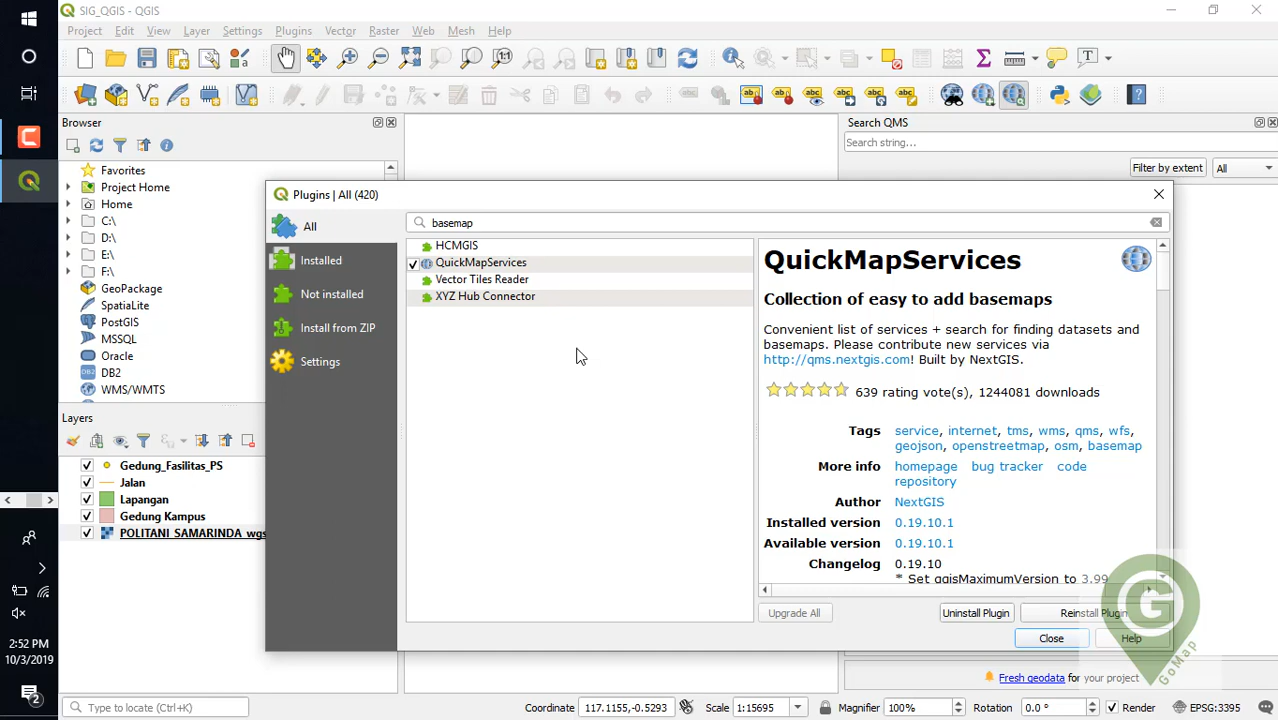 SIG_QGIS - QGIS
Project Edit View Layer Settings Plugins Vector Raster Web Mesh Help
Browser
Favorites
Project Home
Home
C:\
D:\
E:\
F:\
GeoPackage
SpatiaLite
PostGIS
MSSQL
Oracle
DB2
WMS/WMTS
Layers
Gedung_Fasilitas_PS
Jalan
Lapangan
Gedung Kampus
POLITANI_SAMARINDA_wgs
Search QMS
Search string...
Filter by extent All
Plugins | All (420)
All
Installed
Not installed
Install from ZIP
Settings
basemap
HCMGIS
QuickMapServices
Vector Tiles Reader
XYZ Hub Connector
QuickMapServices
Collection of easy to add basemaps
Convenient list of services + search for finding datasets and
basemaps. Please contribute new services via
http://qms.nextgis.com! Built by NextGIS.
639 rating vote(s), 1244081 downloads
Tags service, internet, tms, wms, qms, wfs,
geojson, openstreetmap, osm, basemap
More info homepage bug tracker code
repository
Author NextGIS
Installed version 0.19.10.1
Available version 0.19.10.1
Changelog 0.19.10
* Set qgisMaximumVersion to 3.99
Upgrade All Uninstall Plugin Reinstall Plugin
Close Help
Fresh geodata for your project
G
GoMap
2:52 PM
10/3/2019
2
Type to locate (Ctrl+K) Coordinate 117.1155,-0.5293 Scale 1:15695 Magnifier 100% Rotation 0.0 ° Render EPSG:3395